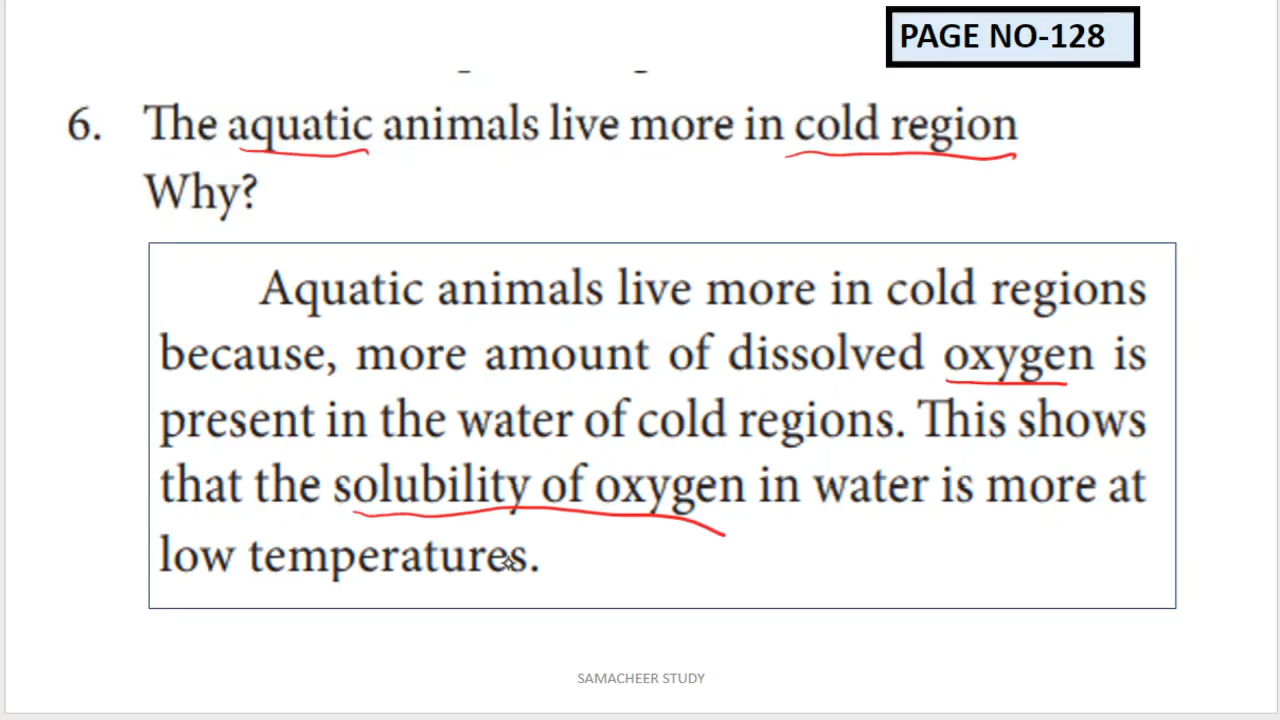 PAGE NO-128
6. The aquatic animals live more in cold region
Why?
Aquatic animals live more in cold regions
because, more amount of dissolved oxygen is
present in the water of cold regions. This shows
that the solubility of oxygen in water is more at
low temperatures.
SAMACHEER STUDY